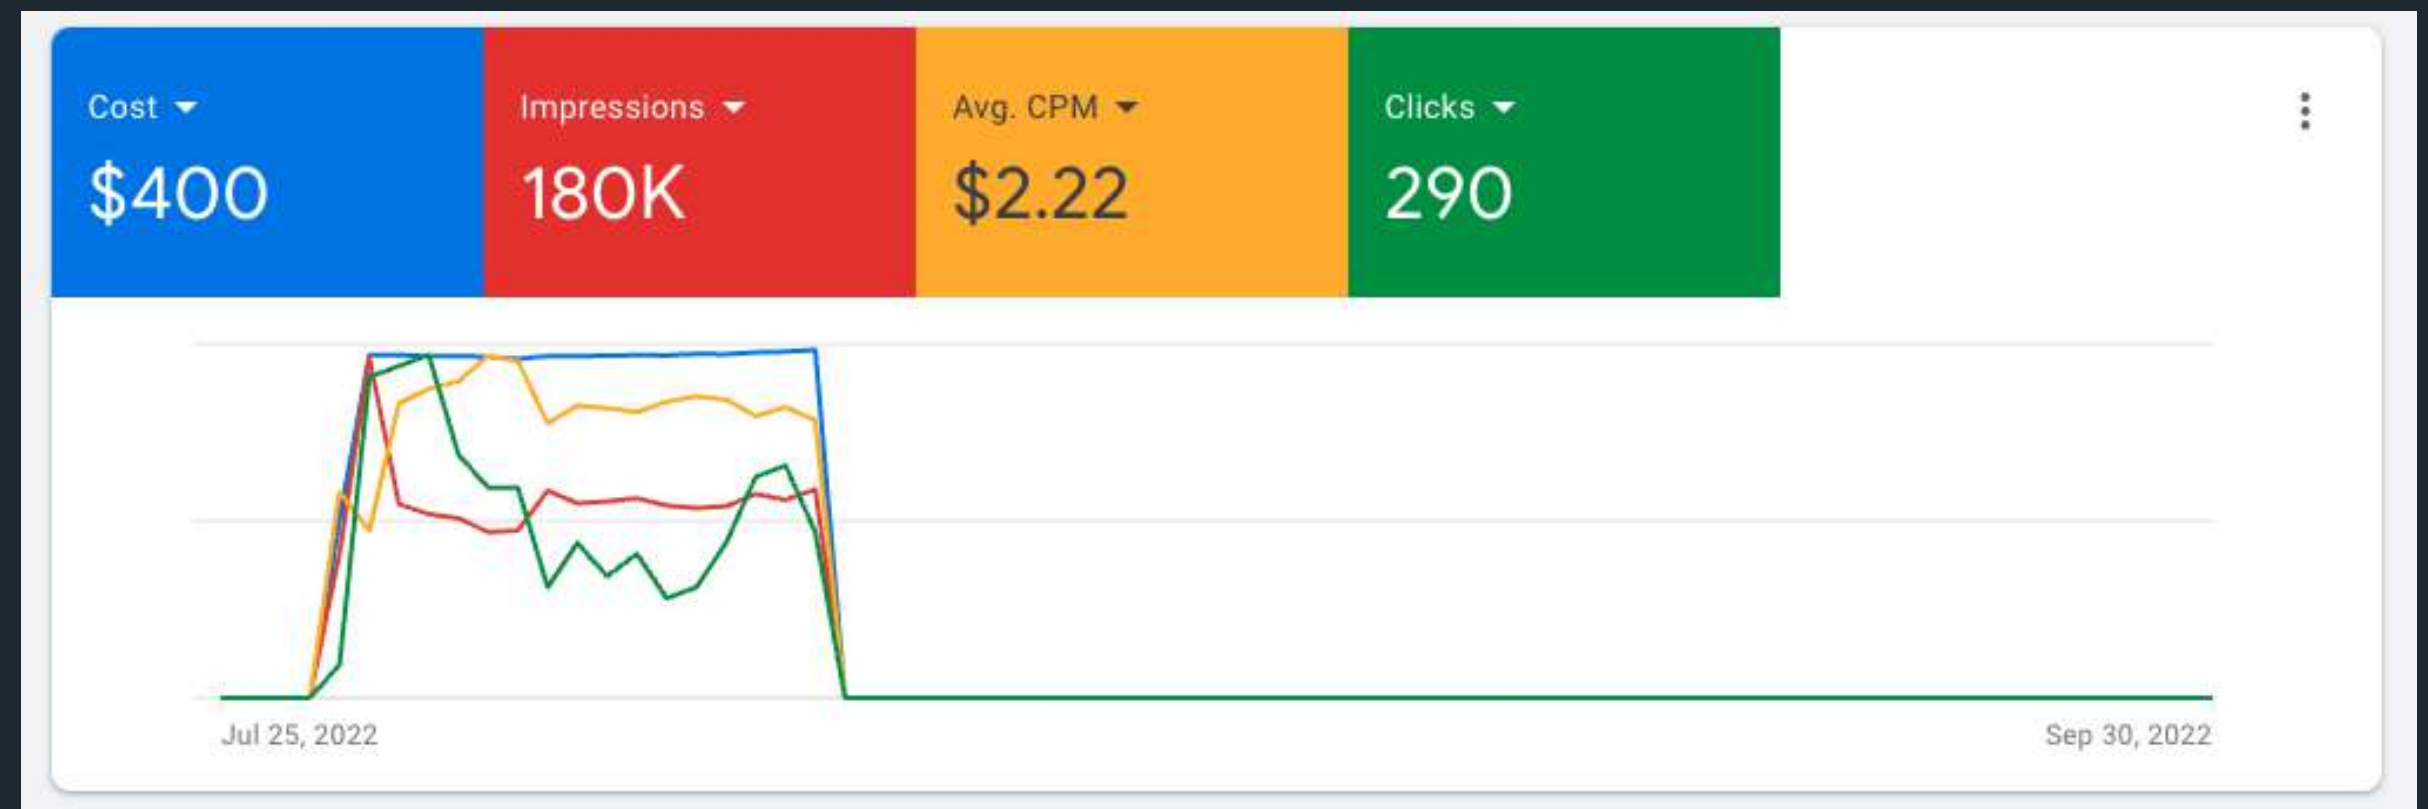 Cost
Impressions
Avg. CPM
Clicks
$400
180K
$2.22
290
Jul 25, 2022
Sep 30, 2022